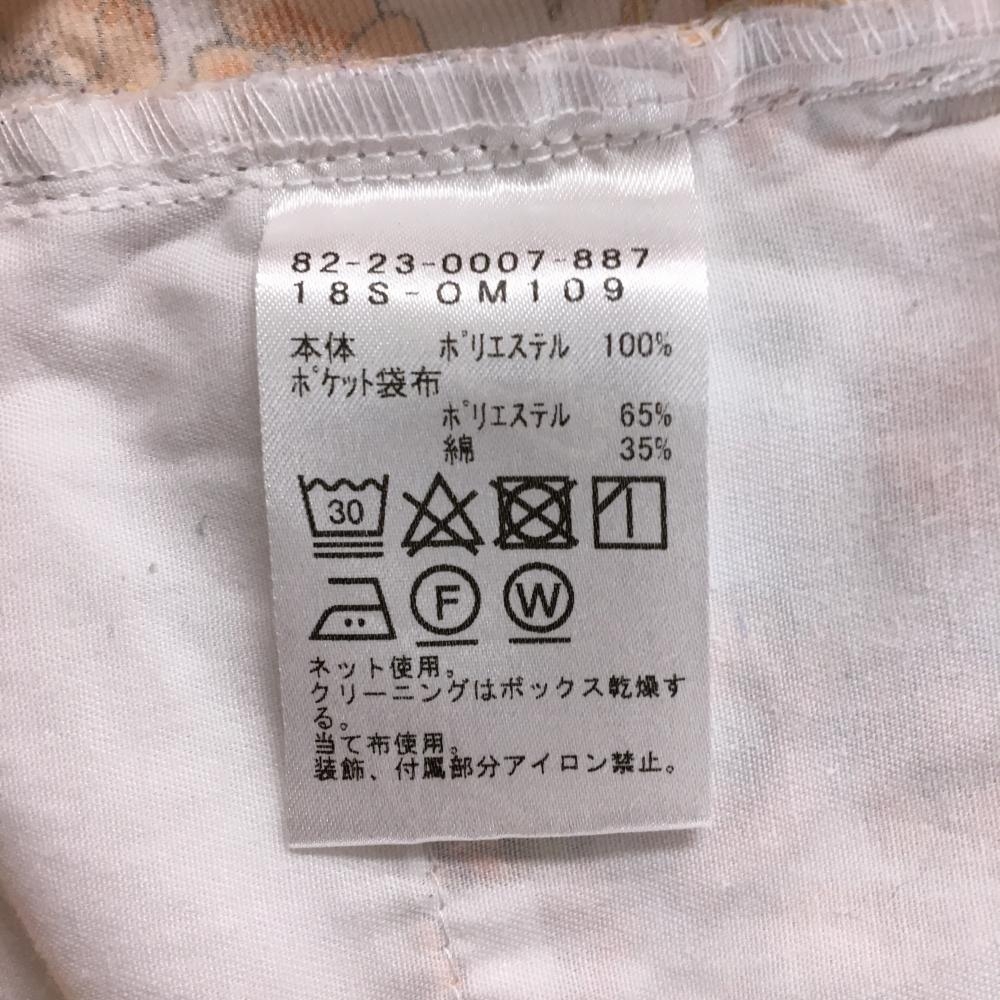 82-23-0007-887
18S-OM109
本体 ポリエステル 100%
ポケット袋布
ポリエステル 65%
綿 35%
30
F W
ネット使用。
クリーニングはボックス乾燥す
る。
当て布使用。
装飾、付属部分アイロン禁止。